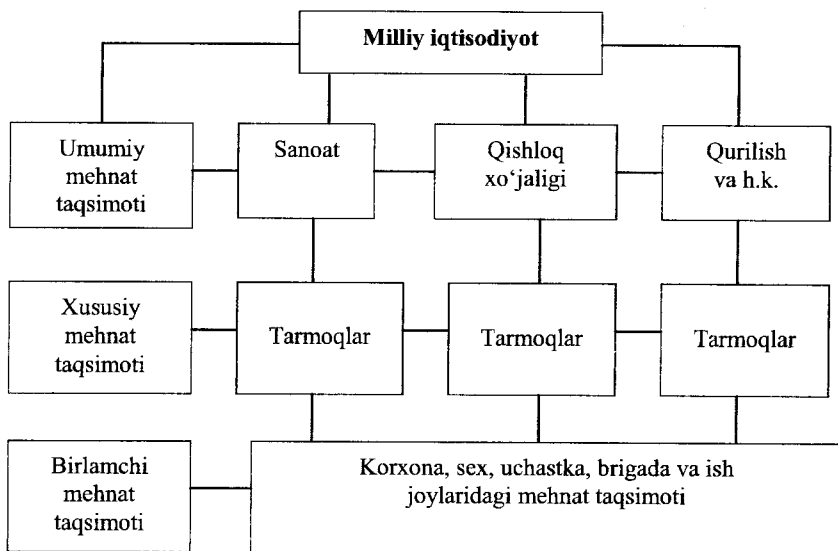 Milliy iqtisodiyot
Umumiy
mehnat
taqsimoti
Sanoat
Qishloq
xo‘jaligi
Qurilish
va h.k.
Xususiy
mehnat
taqsimoti
Tarmoqlar
Tarmoqlar
Tarmoqlar
Birlamchi
mehnat
taqsimoti
Korxona, sex, uchastka, brigada va ish
joylaridagi mehnat taqsimoti